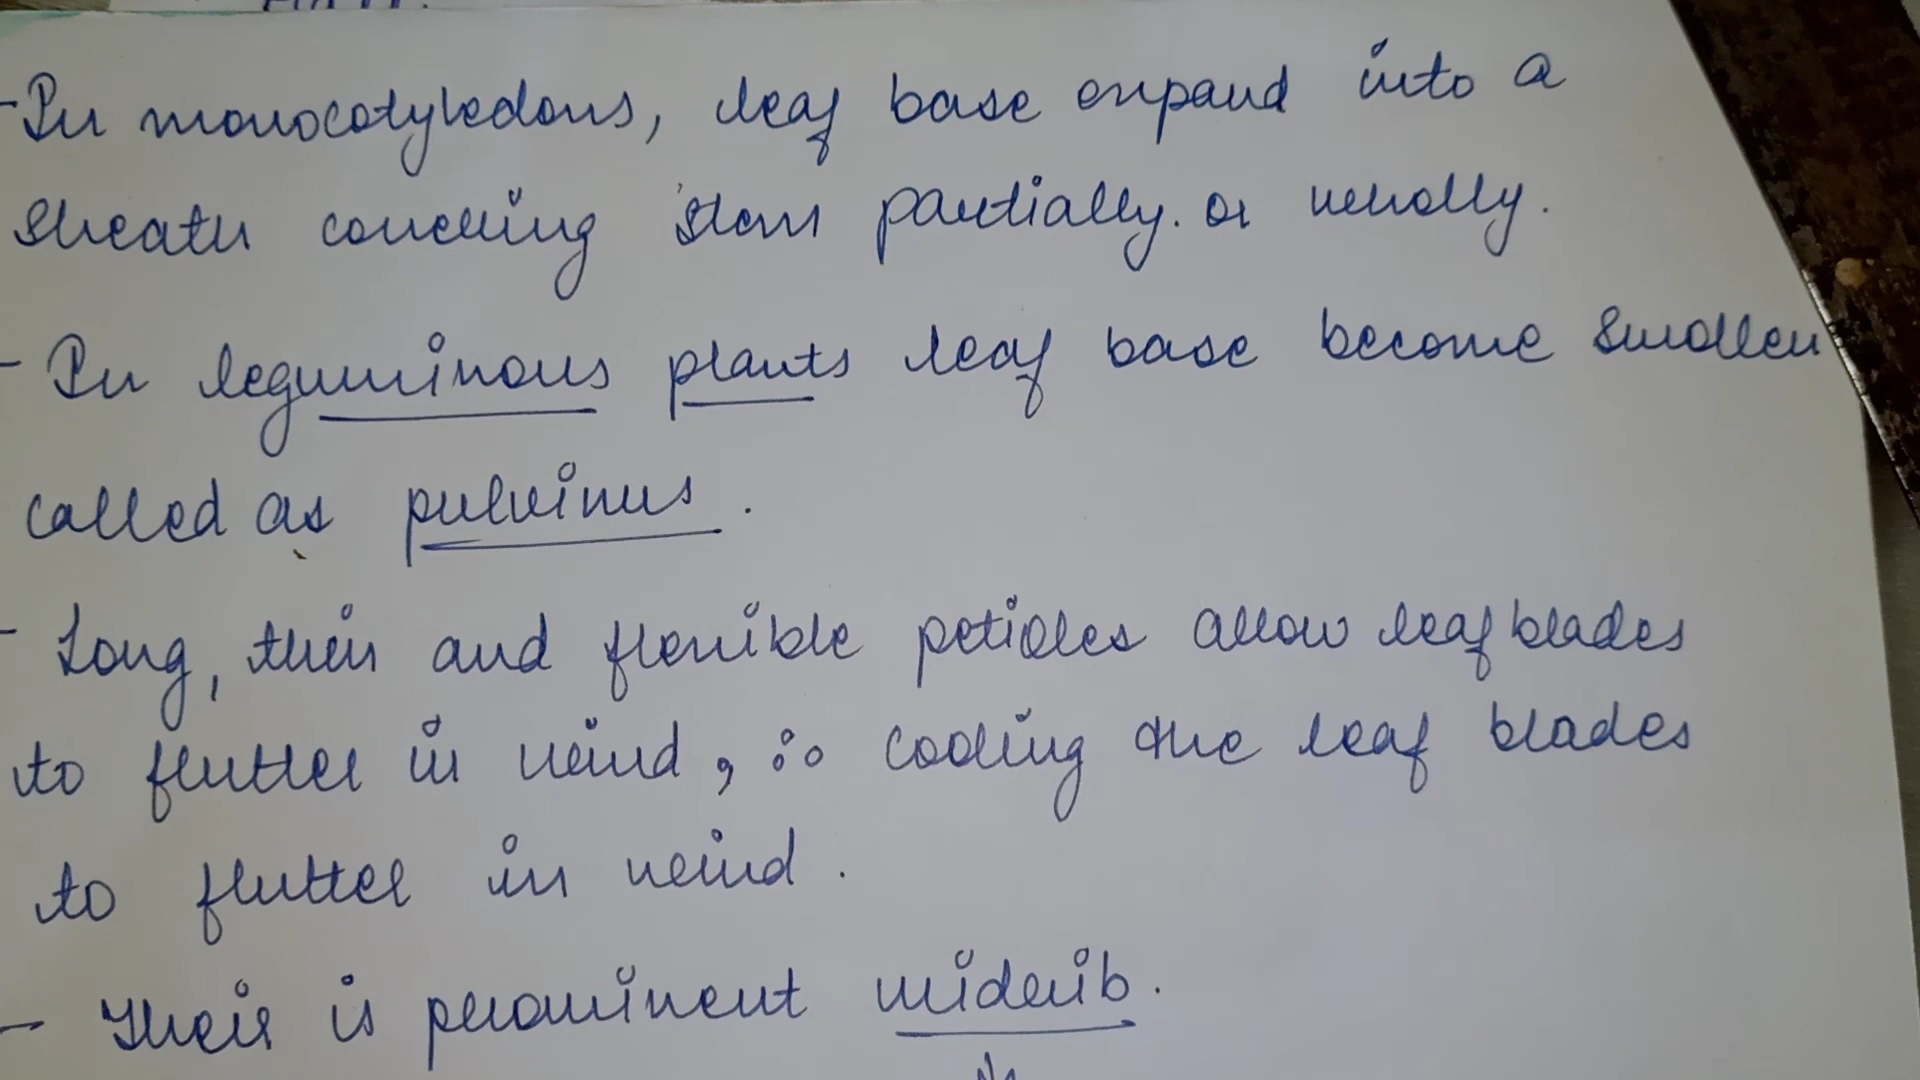 - In monocotyledons, leaf base expand into a
sheath covering stem partially. or wholly.
- In leguminous plants leaf base become swollen
called as pulvinus.
- Long, thin and flexible petioles allow leaf blades
to flutter in wind, ∴ cooling the leaf blades
to flutter in wind.
- Their is prominent midrib.